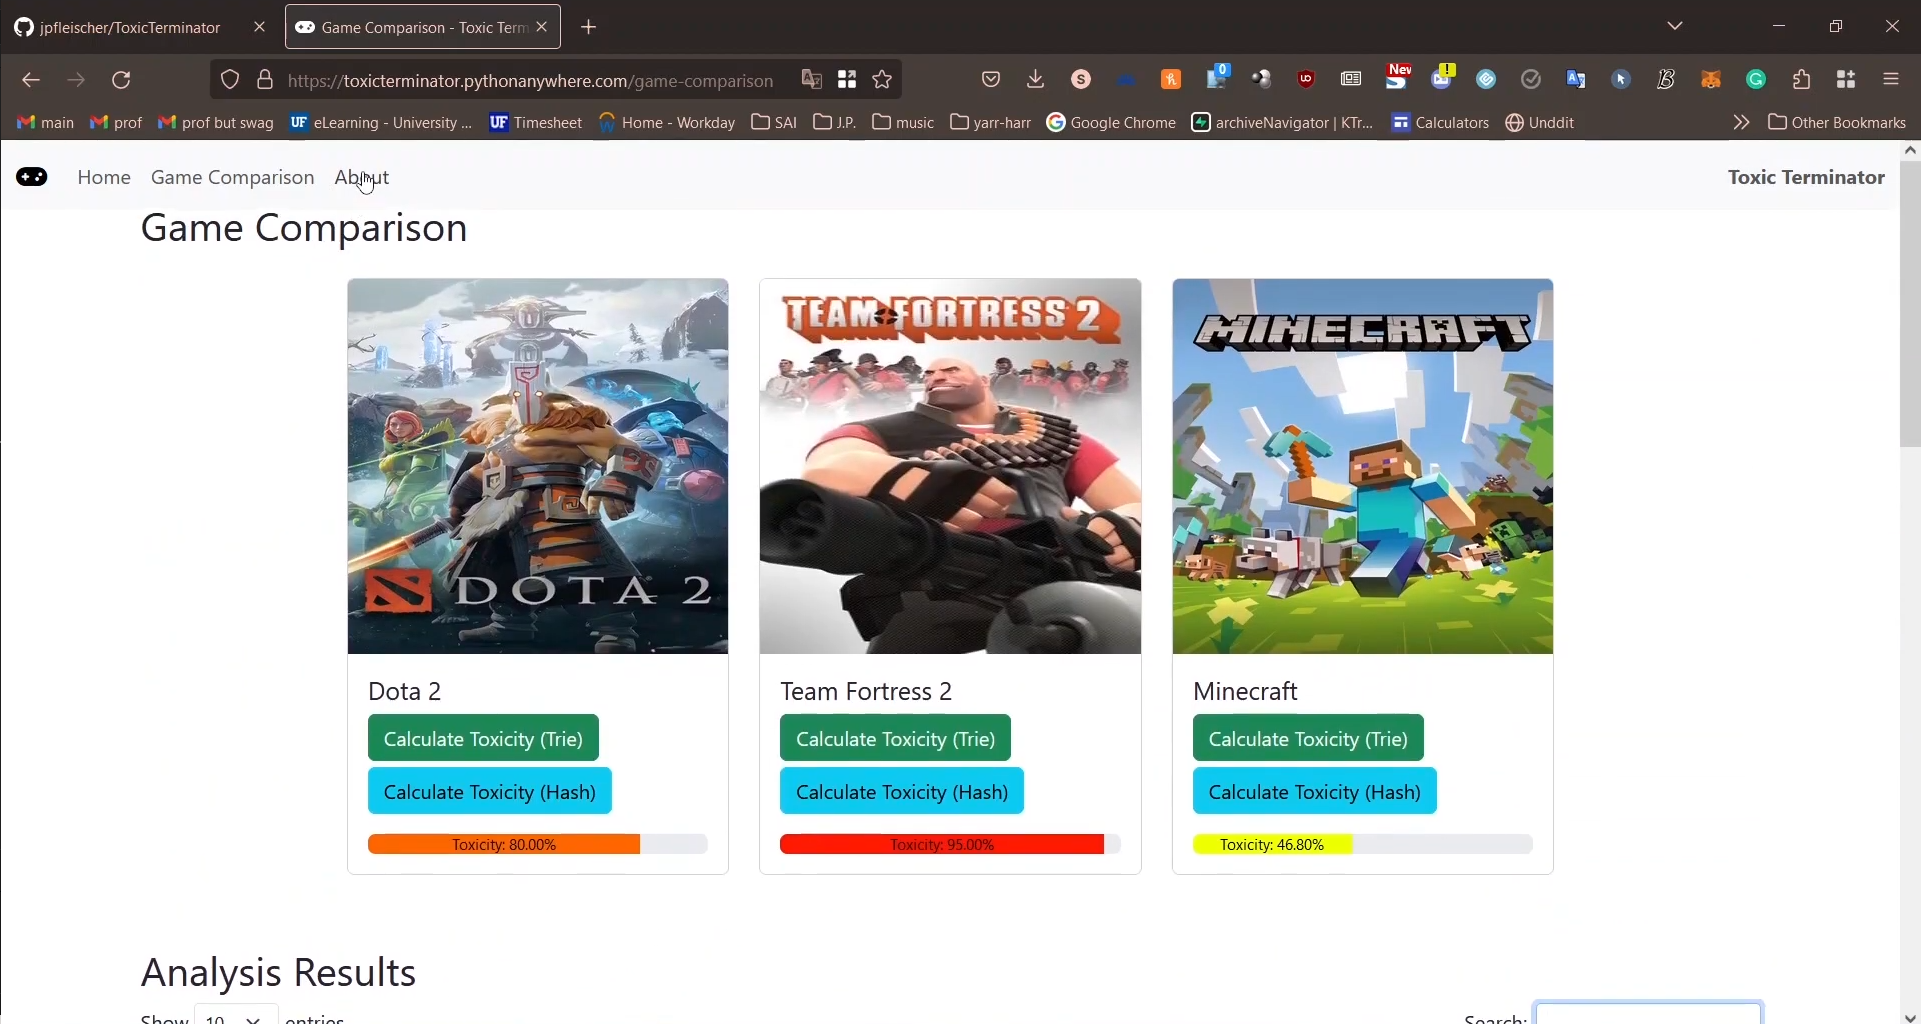 jpfleischer/ToxicTerminator
Game Comparison - Toxic Term
https://toxicterminator.pythonanywhere.com/game-comparison
0
New
!
main
prof
prof but swag
UF eLearning - University ...
UF Timesheet
Home - Workday
SAI
J.P.
music
yarr-harr
Google Chrome
archiveNavigator | KTr...
Calculators
Unddit
Other Bookmarks
Home
Game Comparison
About
Toxic Terminator
Game Comparison
DOTA 2
TEAM FORTRESS 2
MINECRAFT
Dota 2
Calculate Toxicity (Trie)
Calculate Toxicity (Hash)
Toxicity: 80.00%
Team Fortress 2
Calculate Toxicity (Trie)
Calculate Toxicity (Hash)
Toxicity: 95.00%
Minecraft
Calculate Toxicity (Trie)
Calculate Toxicity (Hash)
Toxicity: 46.80%
Analysis Results
Show 10 entries
Search: